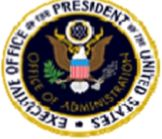 EXECUTIVE OFFICE OF THE PRESIDENT OF THE UNITED STATES
OFFICE OF ADMINISTRATION